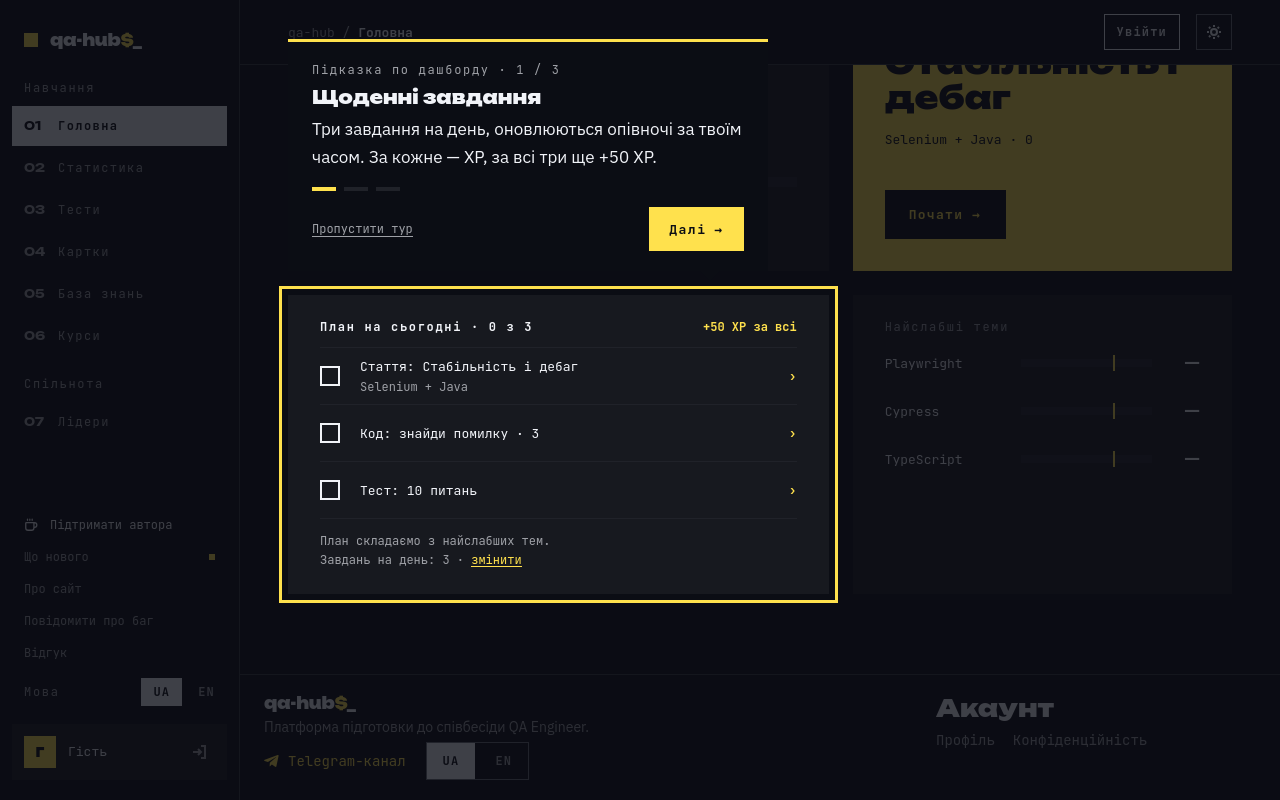 qa-hub$_
Навчання
01 Головна
02 Статистика
03 Тести
04 Картки
05 База знань
06 Курси
Спільнота
07 Лідери
Підтримати автора
Що нового
Про сайт
Повідомити про баг
Відгук
Мова UA EN
Г Гість
qa-hub / Головна
Увійти
Підказка по дашборду · 1 / 3
Щоденні завдання
Три завдання на день, оновлюються опівночі за твоїм
часом. За кожне — XP, за всі три ще +50 XP.
Пропустити тур
Далі →
Стабільність і
дебаг
Selenium + Java · 0
Почати →
План на сьогодні · 0 з 3
+50 XP за всі
Стаття: Стабільність і дебаг
Selenium + Java
›
Код: знайди помилку · 3 ›
Тест: 10 питань ›
План складаємо з найслабших тем.
Завдань на день: 3 · змінити
Найслабші теми
Playwright —
Cypress —
TypeScript —
qa-hub$_
Платформа підготовки до співбесіди QA Engineer.
Telegram-канал UA EN
Акаунт
Профіль Конфіденційність